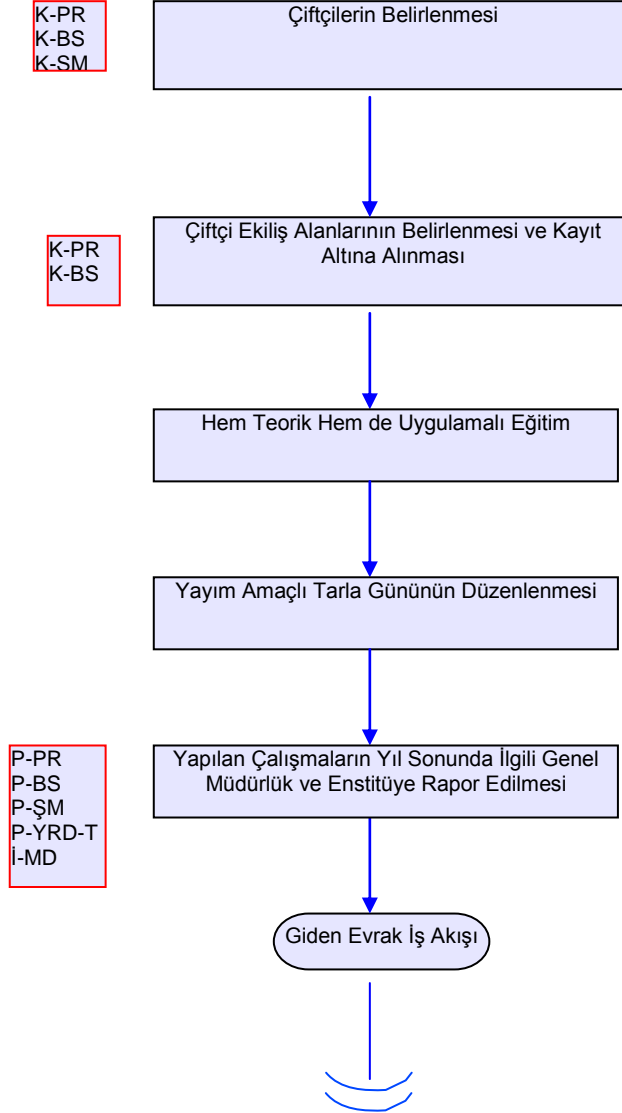 K-PR
K-BS
K-SM
Çiftçilerin Belirlenmesi
K-PR
K-BS
Çiftçi Ekiliş Alanlarının Belirlenmesi ve Kayıt
Altına Alınması
Hem Teorik Hem de Uygulamalı Eğitim
Yayım Amaçlı Tarla Gününün Düzenlenmesi
P-PR
P-BS
P-ŞM
P-YRD-T
İ-MD
Yapılan Çalışmaların Yıl Sonunda İlgili Genel
Müdürlük ve Enstitüye Rapor Edilmesi
Giden Evrak İş Akışı